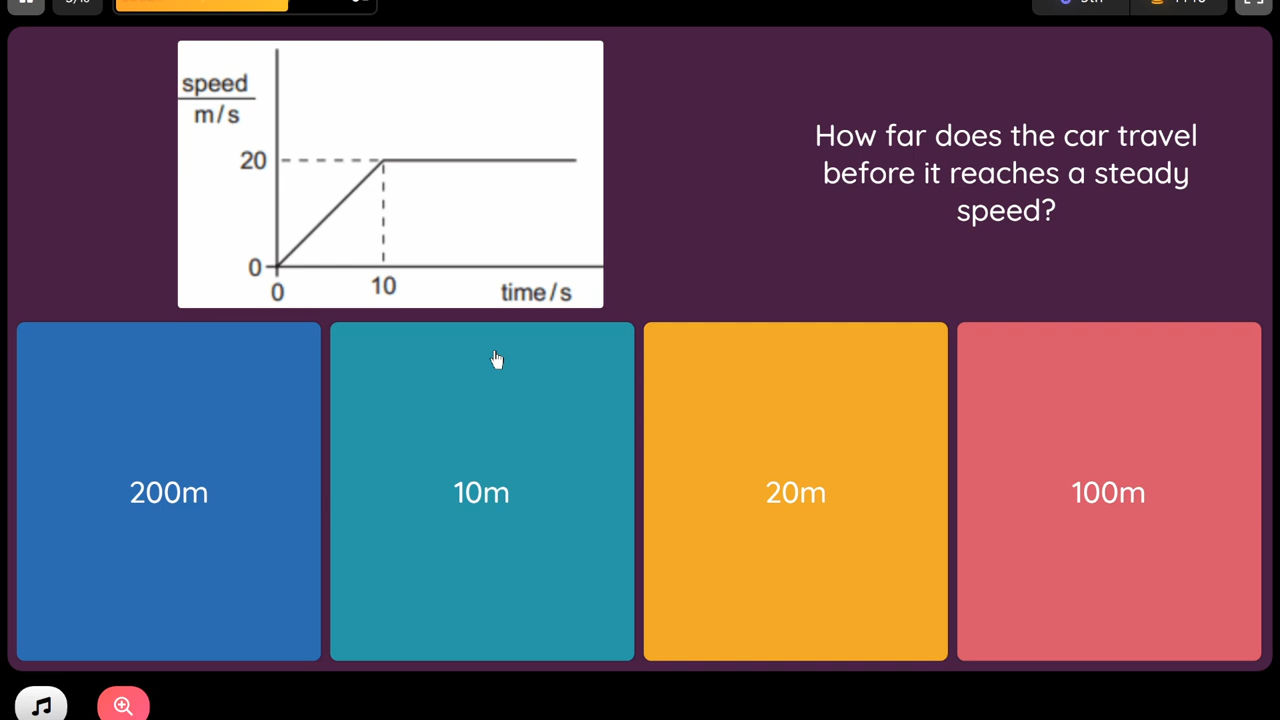 speed
m/s
20
0
0
10
time/s
How far does the car travel
before it reaches a steady
speed?
200m
10m
20m
100m